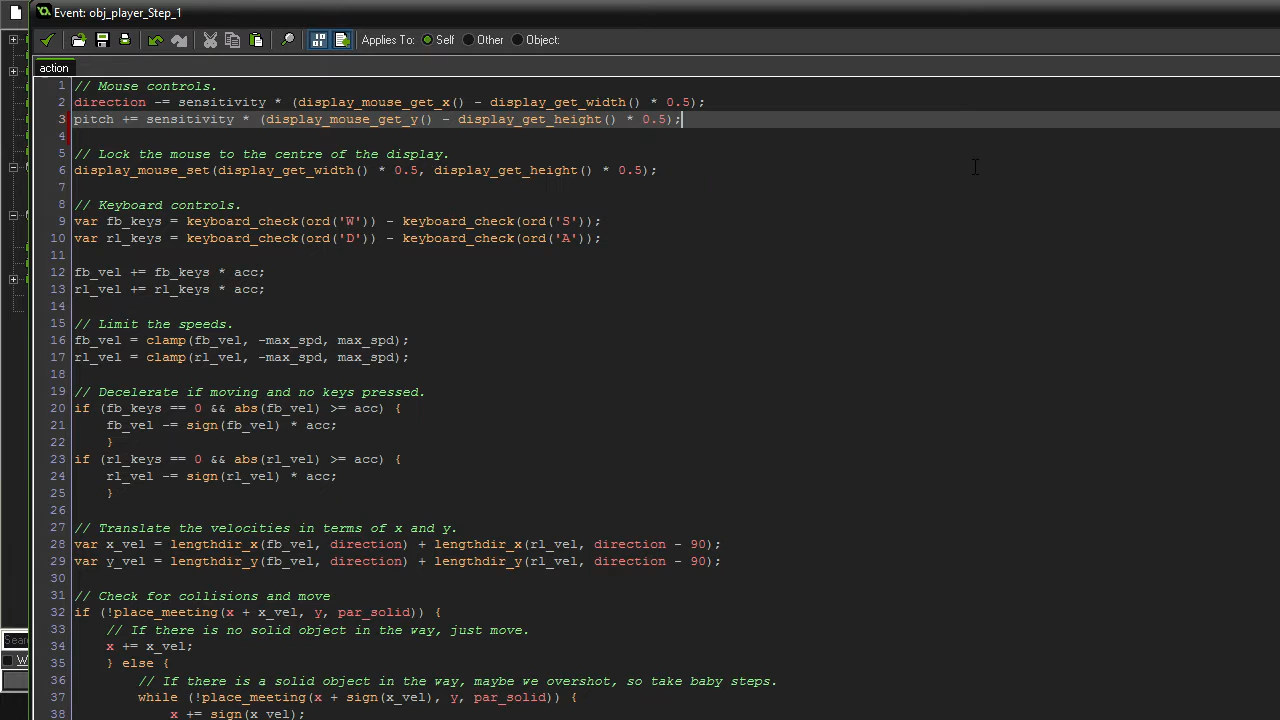 Event: obj_player_Step_1
Applies To: Self Other Object:
action
1 // Mouse controls.
2 direction -= sensitivity * (display_mouse_get_x() - display_get_width() * 0.5);
3 pitch += sensitivity * (display_mouse_get_y() - display_get_height() * 0.5);
4
5 // Lock the mouse to the centre of the display.
6 display_mouse_set(display_get_width() * 0.5, display_get_height() * 0.5);
7
8 // Keyboard controls.
9 var fb_keys = keyboard_check(ord('W')) - keyboard_check(ord('S'));
10 var rl_keys = keyboard_check(ord('D')) - keyboard_check(ord('A'));
11
12 fb_vel += fb_keys * acc;
13 rl_vel += rl_keys * acc;
14
15 // Limit the speeds.
16 fb_vel = clamp(fb_vel, -max_spd, max_spd);
17 rl_vel = clamp(rl_vel, -max_spd, max_spd);
18
19 // Decelerate if moving and no keys pressed.
20 if (fb_keys == 0 && abs(fb_vel) >= acc) {
21 fb_vel -= sign(fb_vel) * acc;
22 }
23 if (rl_keys == 0 && abs(rl_vel) >= acc) {
24 rl_vel -= sign(rl_vel) * acc;
25 }
26
27 // Translate the velocities in terms of x and y.
28 var x_vel = lengthdir_x(fb_vel, direction) + lengthdir_x(rl_vel, direction - 90);
29 var y_vel = lengthdir_y(fb_vel, direction) + lengthdir_y(rl_vel, direction - 90);
30
31 // Check for collisions and move
32 if (!place_meeting(x + x_vel, y, par_solid)) {
33 // If there is no solid object in the way, just move.
34 x += x_vel;
35 } else {
36 // If there is a solid object in the way, maybe we overshot, so take baby steps.
37 while (!place_meeting(x + sign(x_vel), y, par_solid)) {
38 x += sign(x_vel);
Sear